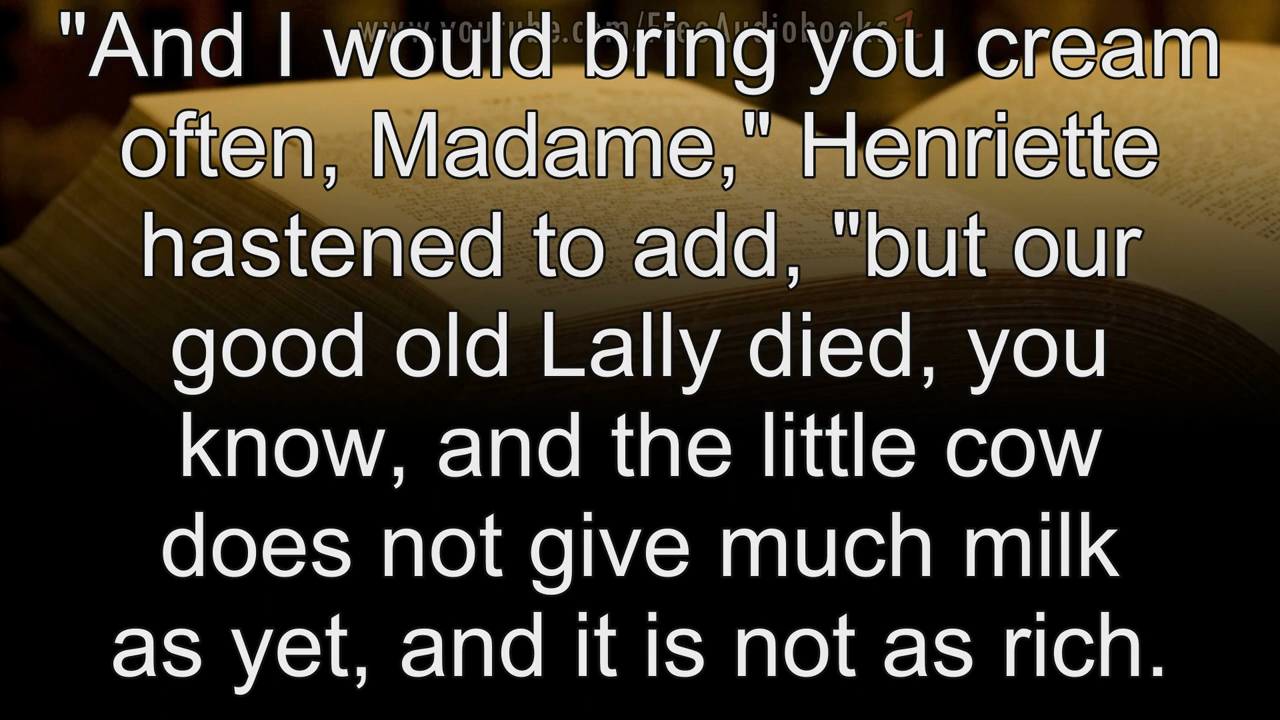 www.youtube.com/FreeAudiobooks
"And I would bring you cream
often, Madame," Henriette
hastened to add, "but our
good old Lally died, you
know, and the little cow
does not give much milk
as yet, and it is not as rich.